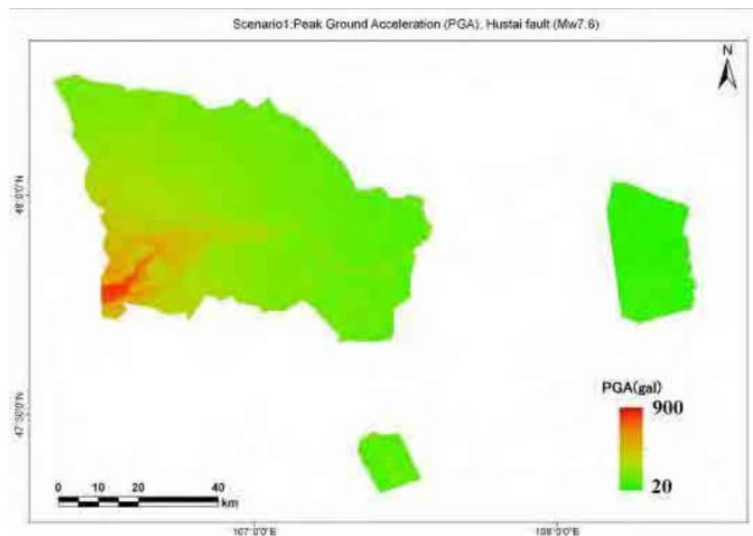 Scenario1:Peak Ground Acceleration (PGA), Hustai fault (Mw7.6)
N
48°0'0"N
47°30'0"N
PGA(gal)
900
20
0 10 20 40
km
107°0'0"E
108°0'0"E